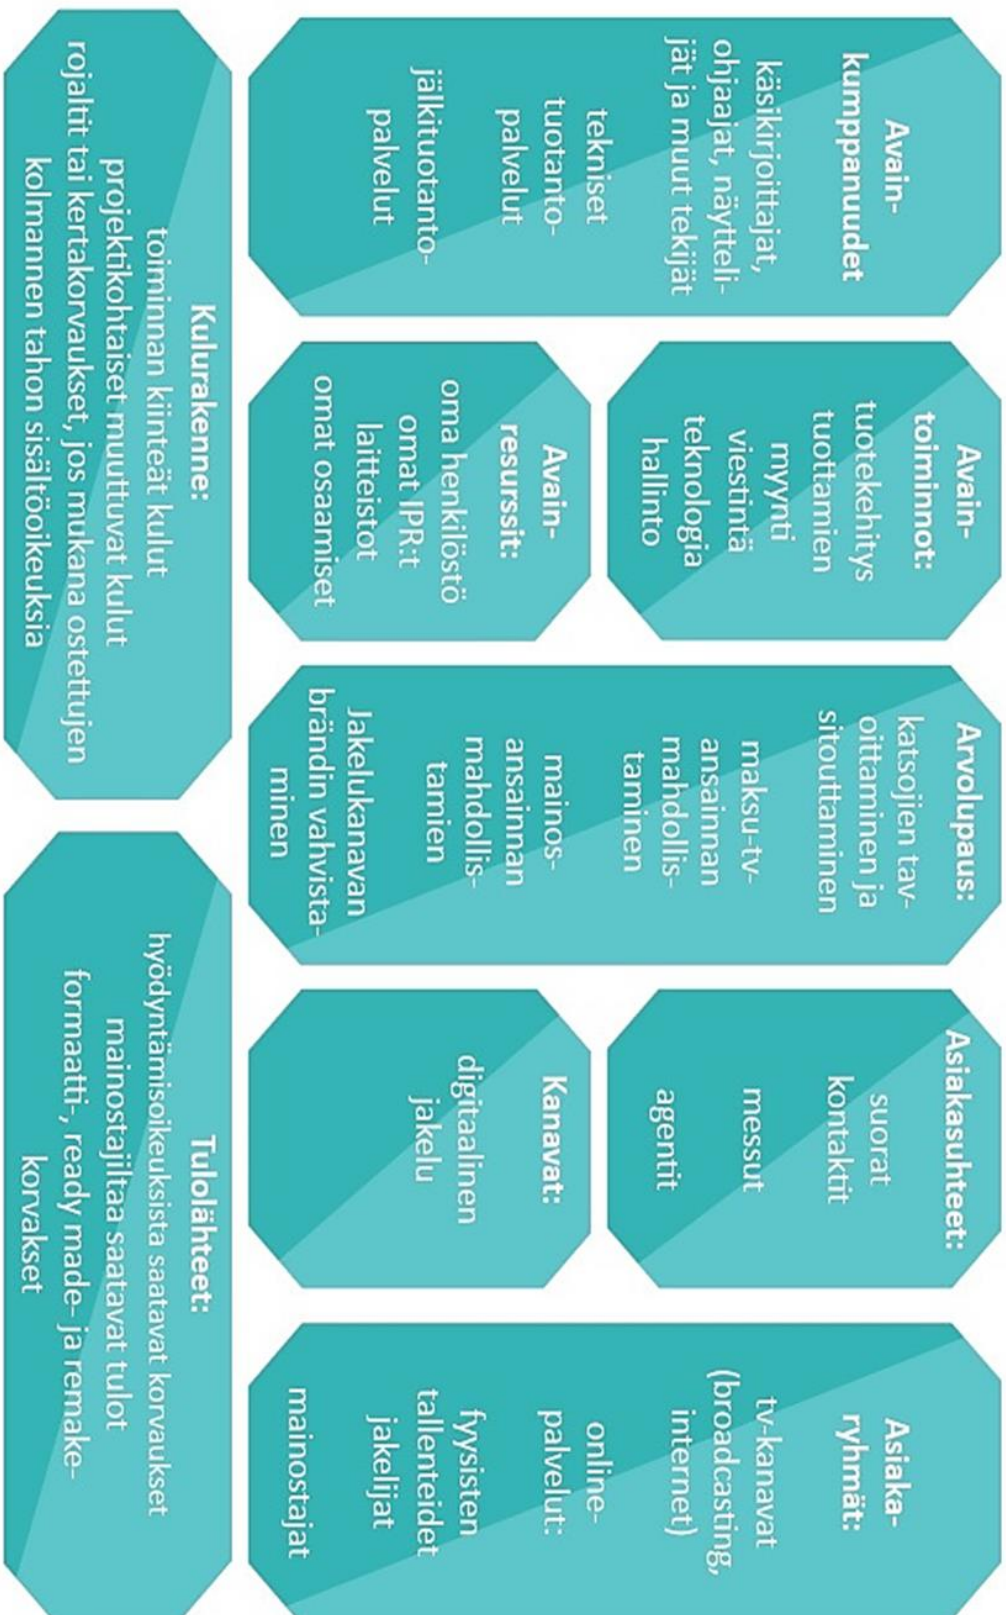 Avain-
kumppanuudet
käsikirjoittajat,
ohjaajat, näytteli-
jät ja muut tekijät
tekniset
tuotanto-
palvelut
jälkituotanto-
palvelut
Avain-
toiminnot:
tuotekehitys
tuottamien
myynti
viestintä
teknologia
hallinto
Avain-
resurssit:
oma henkilöstö
omat IPR:t
laitteistot
omat osaamiset
Arvolupaus:
katsojien tav-
oittaminen ja
sitouttaminen
maksu-tv-
ansainnan
mahdollis-
taminen
mainos-
ansainnan
mahdollis-
tamien
Jakelukanavan
brändin vahvista-
minen
Asiakasuhteet:
suorat
kontaktit
messut
agentit
Kanavat:
digitaalinen
jakelu
Asiaka-
ryhmät:
tv-kanavat
(broadcasting,
internet)
online-
palvelut:
fyysisten
tallenteidet
jakelijat
mainostajat
Kulurakenne:
toiminnan kiinteät kulut
projektikohtaiset muuttuvat kulut
rojaltit tai kertakorvaukset, jos mukana ostettujen
kolmannen tahon sisältöoikeuksia
Tulolähteet:
hyödyntämisoikeuksista saatavat korvaukset
mainostajiltaa saatavat tulot
formaatti-, ready made- ja remake-
korvakset